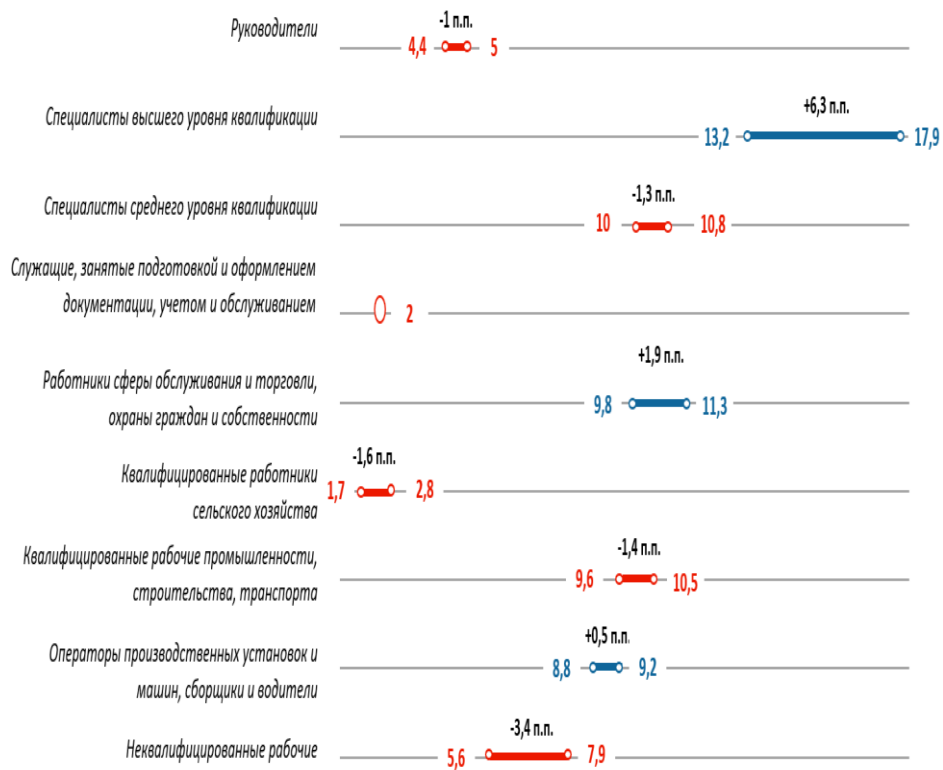 -1 п.п.
Руководители
4,4 5
+6,3 п.п.
Специалисты высшего уровня квалификации
13,2 17,9
-1,3 п.п.
Специалисты среднего уровня квалификации
10 10,8
Служащие, занятые подготовкой и оформлением
документации, учетом и обслуживанием
2
+1,9 п.п.
Работники сферы обслуживания и торговли,
охраны граждан и собственности
9,8 11,3
-1,6 п.п.
Квалифицированные работники
сельского хозяйства
1,7 2,8
-1,4 п.п.
Квалифицированные рабочие промышленности,
строительства, транспорта
9,6 10,5
+0,5 п.п.
Операторы производственных установок и
машин, сборщики и водители
8,8 9,2
-3,4 п.п.
Неквалифицированные рабочие
5,6 7,9